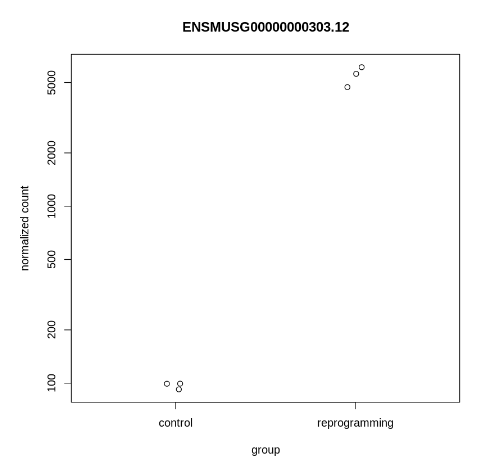 ENSMUSG00000000303.12
5000
2000
1000
500
200
100
normalized count
control
reprogramming
group